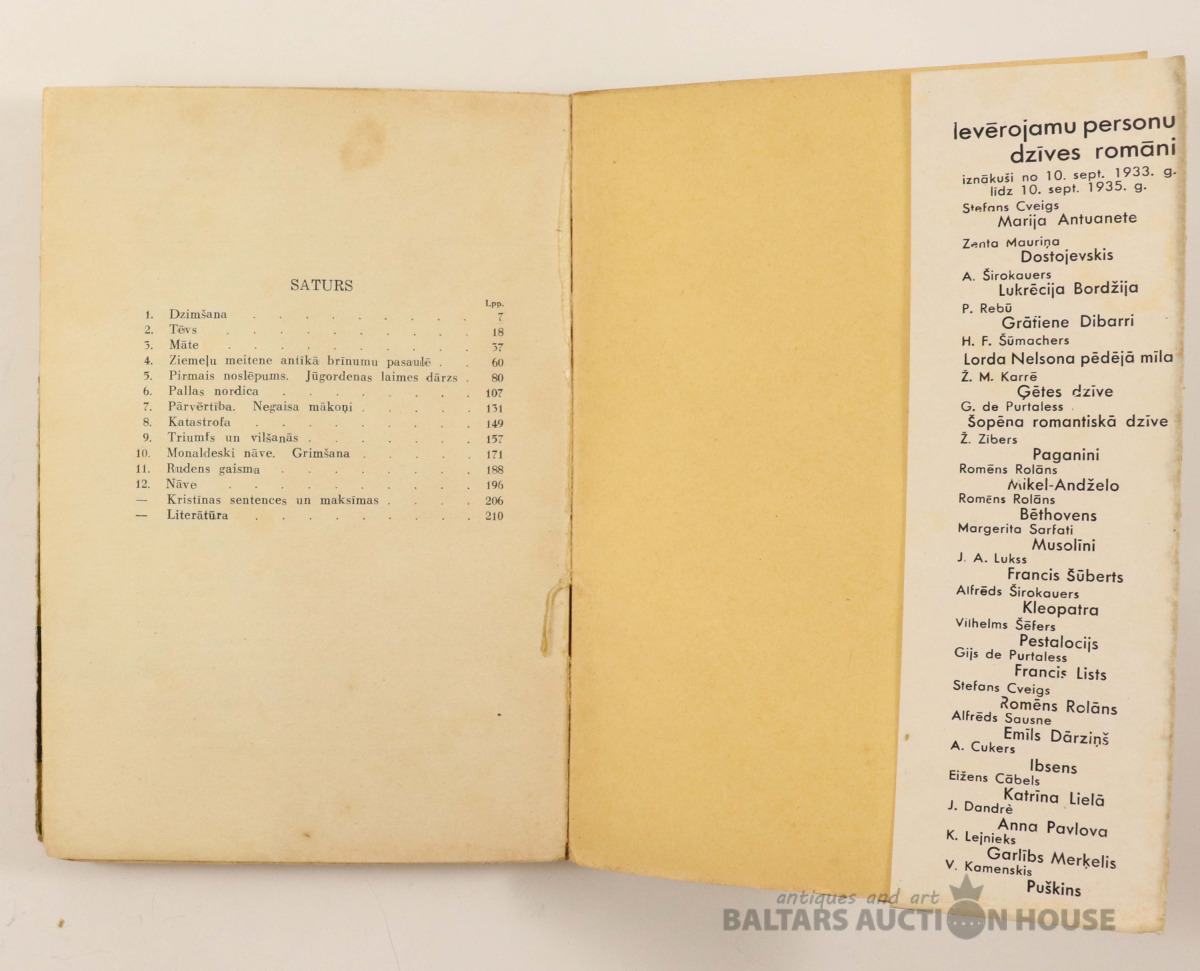 SATURS
Lpp.
1. Dzimšana . . . . . . . . . 7
2. Tēvs . . . . . . . . . . 18
3. Māte . . . . . . . . . . 37
4. Ziemeļu meitene antīkā brīnumu pasaulē . . 60
5. Pirmais noslēpums. Jūgordenas laimes dārzs . 80
6. Pallas nordica . . . . . . . . 107
7. Pārvērtība. Negaisa mākoņi . . . . . 131
8. Katastrofa . . . . . . . . . 149
9. Triumfs un vilšanās . . . . . . . 157
10. Monaldeski nāve. Grimšana . . . . . 171
11. Rudens gaisma . . . . . . . . 188
12. Nāve . . . . . . . . . . 196
— Kristīnas sentences un maksīmas . . . . 206
— Literātūra . . . . . . . . . 210
Ievērojamu personu
dzīves romāni
iznākuši no 10. sept. 1933. g.
līdz 10. sept. 1935. g.
Stefans Cveigs
Marija Antuanete
Zenta Mauriņa
Dostojevskis
A. Širokauers
Lukrēcija Bordžija
P. Rebū
Grāfiene Dibarri
H. F. Šūmachers
Lorda Nelsona pēdējā mīla
Ž. M. Karrē
Ģētes dzīve
G. de Purtaless
Šopēna romantiskā dzīve
Ž. Zibers
Paganini
Romēns Rolāns
Mikel-Andželo
Romēns Rolāns
Bēthovens
Margerita Sarfati
Musolīni
J. A. Lukss
Francis Šūberts
Alfrēds Širokauers
Kleopatra
Vilhelms Šēfers
Pestalocijs
Gijs de Purtaless
Francis Lists
Stefans Cveigs
Romēns Rolāns
Alfrēds Sausne
Emīls Dārziņš
A. Cukers
Ibsens
Eižens Cābels
Katrīna Lielā
J. Dandrè
Anna Pavlova
K. Lejnieks
Garlībs Merķelis
V. Kamenskis
Puškins
antiques and art
BALTARS AUCTION HOUSE